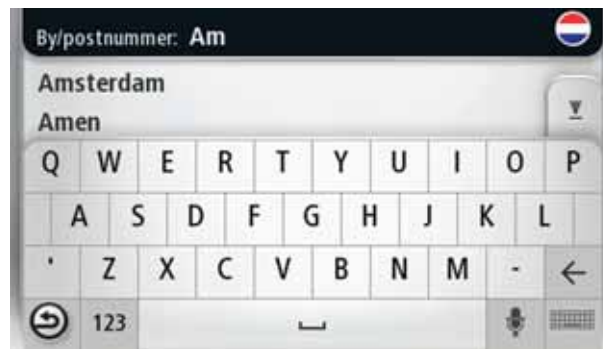 By/postnummer: Am
Amsterdam
Amen
Q W E R T Y U I O P
A S D F G H J K L
' Z X C V B N M -
123